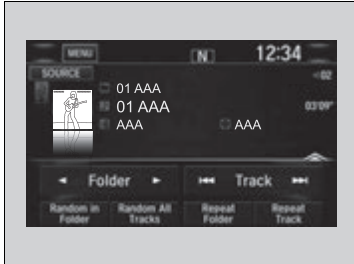 MENU N 12:34
SOURCE 02
01 AAA
01 AAA 03'09"
AAA AAA
Folder Track
Random in Folder Random All Tracks Repeat Folder Repeat Track